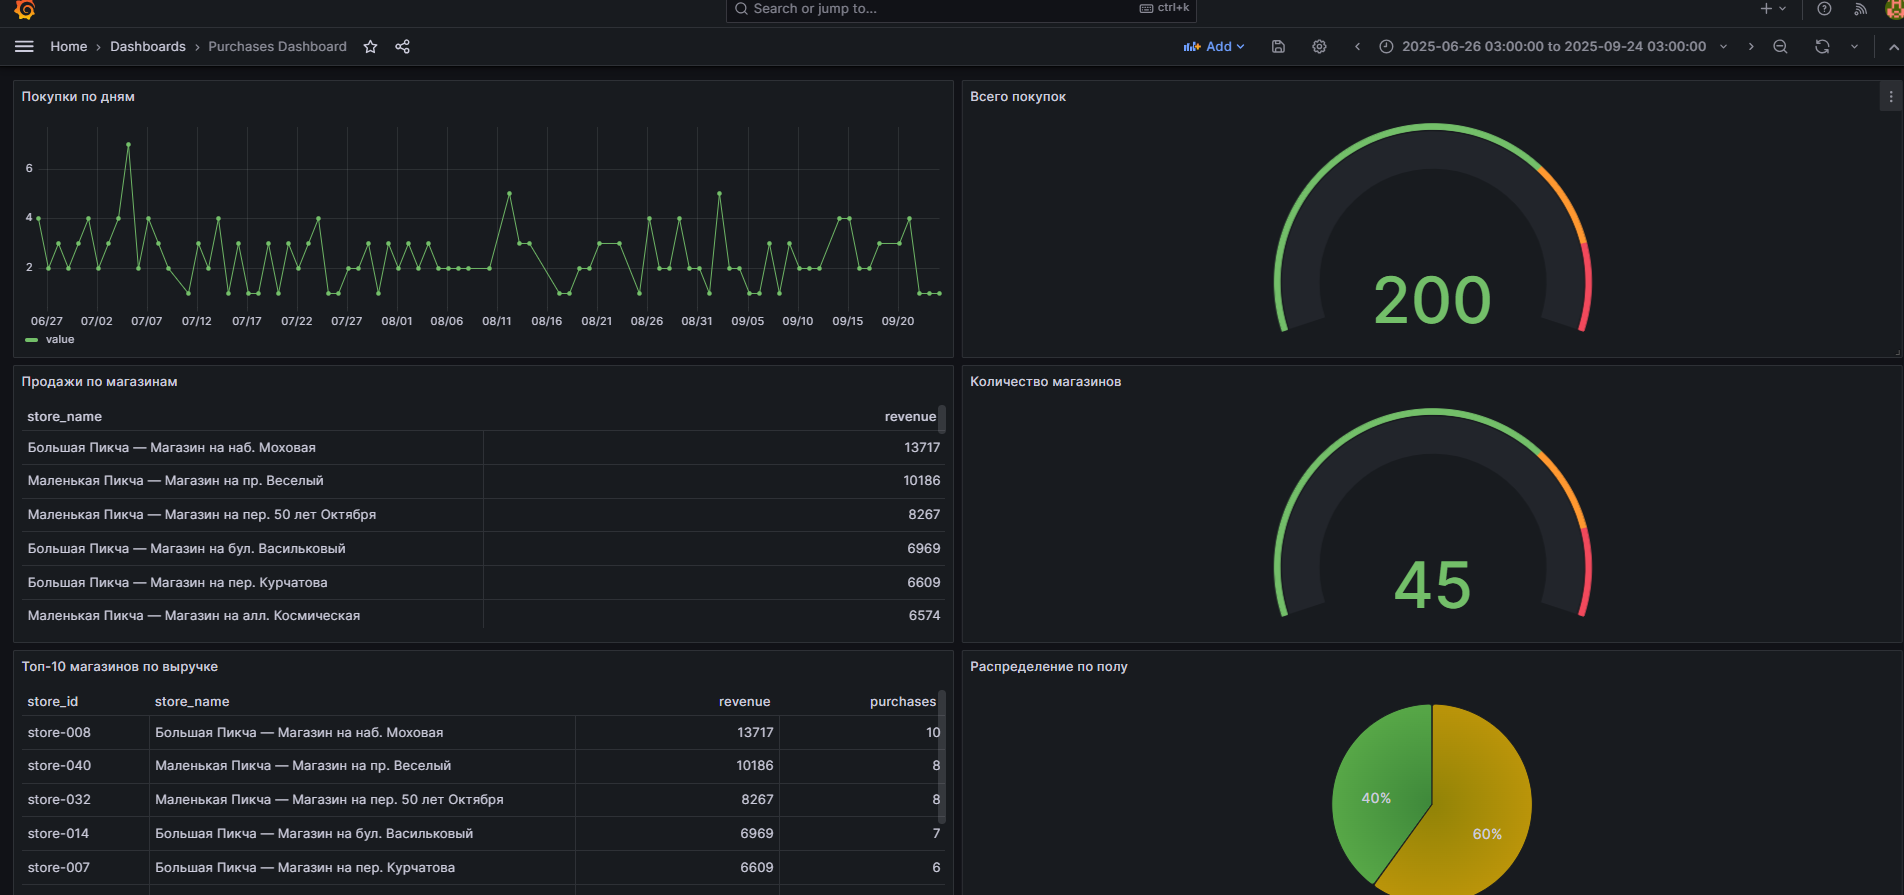 Search or jump to...
ctrl+k
Home › Dashboards › Purchases Dashboard
Add
2025-06-26 03:00:00 to 2025-09-24 03:00:00
Покупки по дням
6
4
2
06/27 07/02 07/07 07/12 07/17 07/22 07/27 08/01 08/06 08/11 08/16 08/21 08/26 08/31 09/05 09/10 09/15 09/20
value
Всего покупок
200
Продажи по магазинам
store_name revenue
Большая Пикча — Магазин на наб. Моховая 13717
Маленькая Пикча — Магазин на пр. Веселый 10186
Маленькая Пикча — Магазин на пер. 50 лет Октября 8267
Большая Пикча — Магазин на бул. Васильковый 6969
Большая Пикча — Магазин на пер. Курчатова 6609
Маленькая Пикча — Магазин на алл. Космическая 6574
Количество магазинов
45
Топ-10 магазинов по выручке
store_id store_name revenue purchases
store-008 Большая Пикча — Магазин на наб. Моховая 13717 10
store-040 Маленькая Пикча — Магазин на пр. Веселый 10186 8
store-032 Маленькая Пикча — Магазин на пер. 50 лет Октября 8267 8
store-014 Большая Пикча — Магазин на бул. Васильковый 6969 7
store-007 Большая Пикча — Магазин на пер. Курчатова 6609 6
Распределение по полу
40%
60%